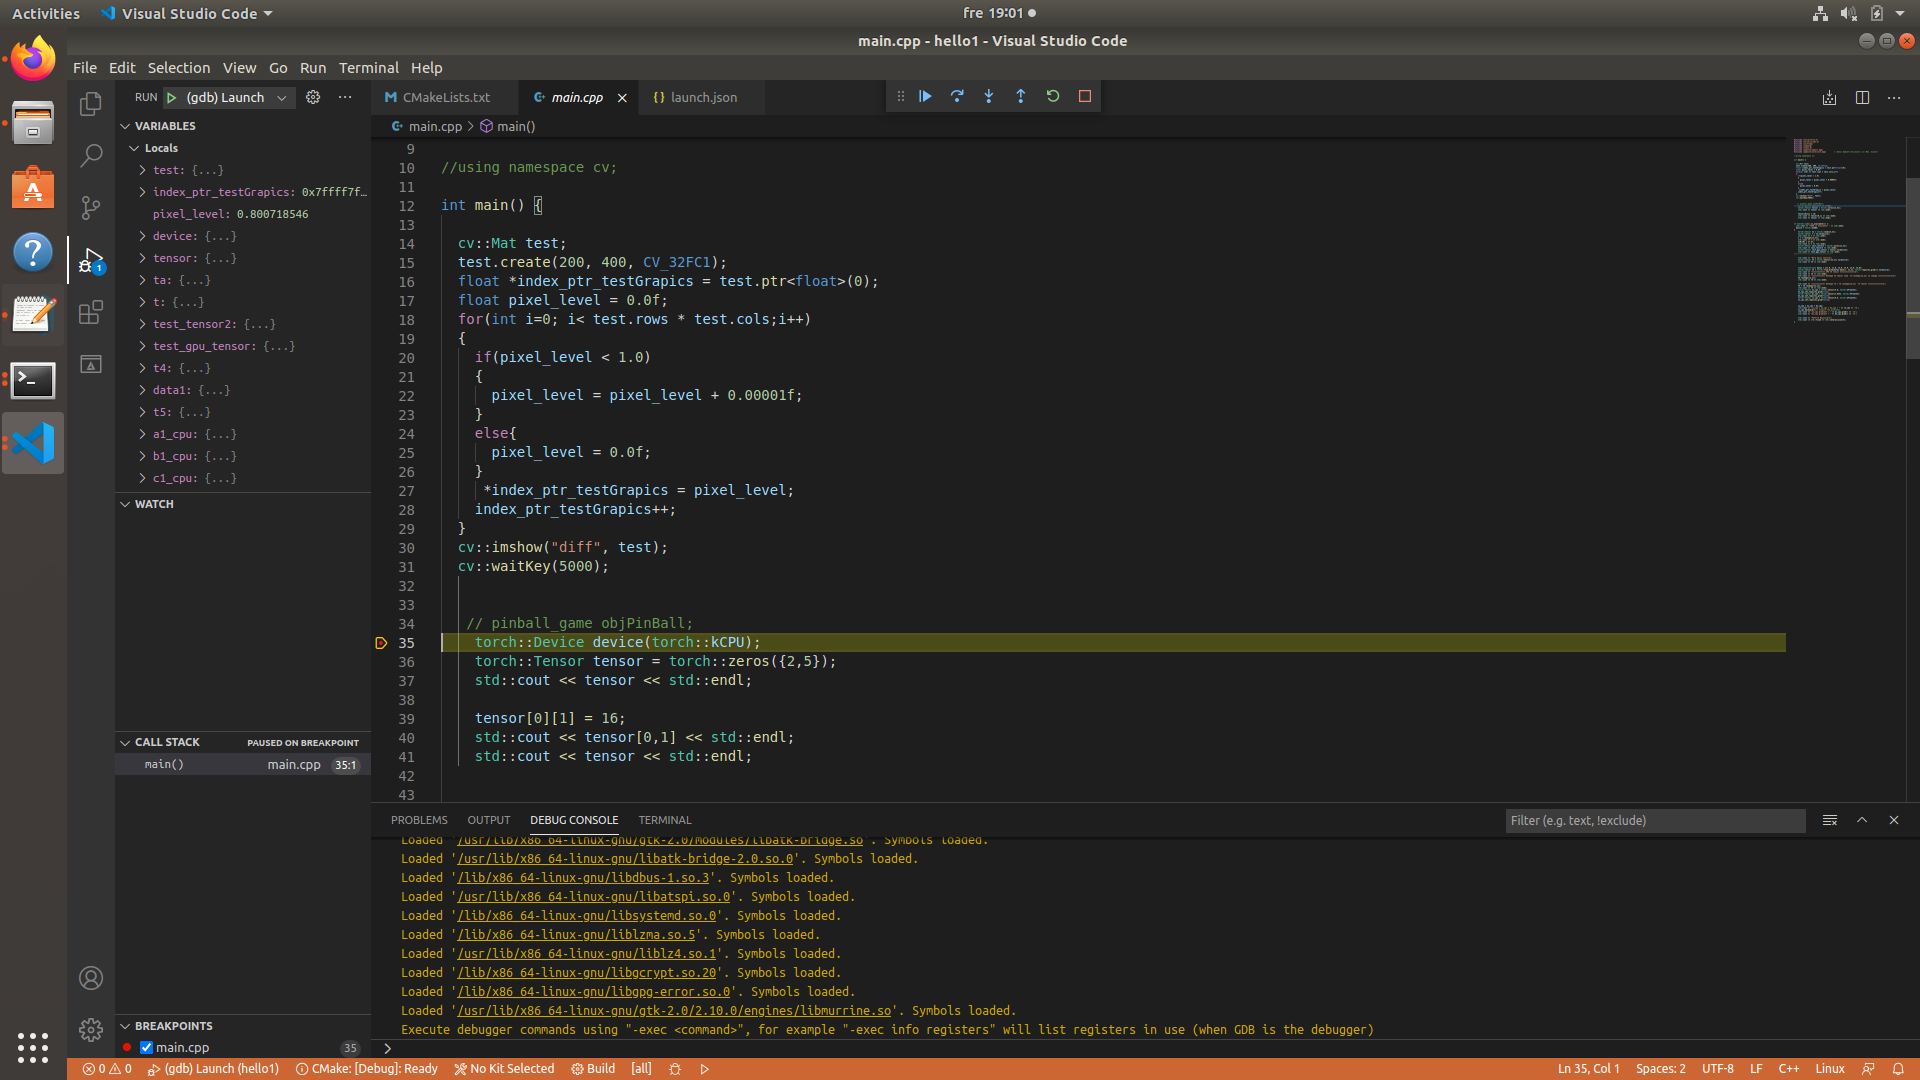 Activities Visual Studio Code fre 19:01
main.cpp - hello1 - Visual Studio Code
File Edit Selection View Go Run Terminal Help
RUN (gdb) Launch
VARIABLES
Locals
test: {...}
index_ptr_testGrapics: 0x7ffff7f…
pixel_level: 0.800718546
device: {...}
tensor: {...}
ta: {...}
t: {...}
test_tensor2: {...}
test_gpu_tensor: {...}
t4: {...}
data1: {...}
t5: {...}
a1_cpu: {...}
b1_cpu: {...}
c1_cpu: {...}
WATCH
CALL STACK PAUSED ON BREAKPOINT
main() main.cpp 35:1
BREAKPOINTS
main.cpp 35
1
CMakeLists.txt main.cpp launch.json
main.cpp > main()
9
10 //using namespace cv;
11
12 int main() {
13
14 cv::Mat test;
15 test.create(200, 400, CV_32FC1);
16 float *index_ptr_testGrapics = test.ptr<float>(0);
17 float pixel_level = 0.0f;
18 for(int i=0; i< test.rows * test.cols;i++)
19 {
20 if(pixel_level < 1.0)
21 {
22 pixel_level = pixel_level + 0.00001f;
23 }
24 else{
25 pixel_level = 0.0f;
26 }
27 *index_ptr_testGrapics = pixel_level;
28 index_ptr_testGrapics++;
29 }
30 cv::imshow("diff", test);
31 cv::waitKey(5000);
32
33
34 // pinball_game objPinBall;
35 torch::Device device(torch::kCPU);
36 torch::Tensor tensor = torch::zeros({2,5});
37 std::cout << tensor << std::endl;
38
39 tensor[0][1] = 16;
40 std::cout << tensor[0,1] << std::endl;
41 std::cout << tensor << std::endl;
42
43
PROBLEMS OUTPUT DEBUG CONSOLE TERMINAL Filter (e.g. text, !exclude)
Loaded '/usr/lib/x86_64-linux-gnu/gtk-2.0/modules/libatk-bridge.so'. Symbols loaded.
Loaded '/usr/lib/x86_64-linux-gnu/libatk-bridge-2.0.so.0'. Symbols loaded.
Loaded '/lib/x86_64-linux-gnu/libdbus-1.so.3'. Symbols loaded.
Loaded '/usr/lib/x86_64-linux-gnu/libatspi.so.0'. Symbols loaded.
Loaded '/lib/x86_64-linux-gnu/libsystemd.so.0'. Symbols loaded.
Loaded '/lib/x86_64-linux-gnu/liblzma.so.5'. Symbols loaded.
Loaded '/usr/lib/x86_64-linux-gnu/liblz4.so.1'. Symbols loaded.
Loaded '/lib/x86_64-linux-gnu/libgcrypt.so.20'. Symbols loaded.
Loaded '/lib/x86_64-linux-gnu/libgpg-error.so.0'. Symbols loaded.
Loaded '/usr/lib/x86_64-linux-gnu/gtk-2.0/2.10.0/engines/libmurrine.so'. Symbols loaded.
Execute debugger commands using "-exec <command>", for example "-exec info registers" will list registers in use (when GDB is the debugger)
>
0 0 (gdb) Launch (hello1) CMake: [Debug]: Ready No Kit Selected Build [all] Ln 35, Col 1 Spaces: 2 UTF-8 LF C++ Linux